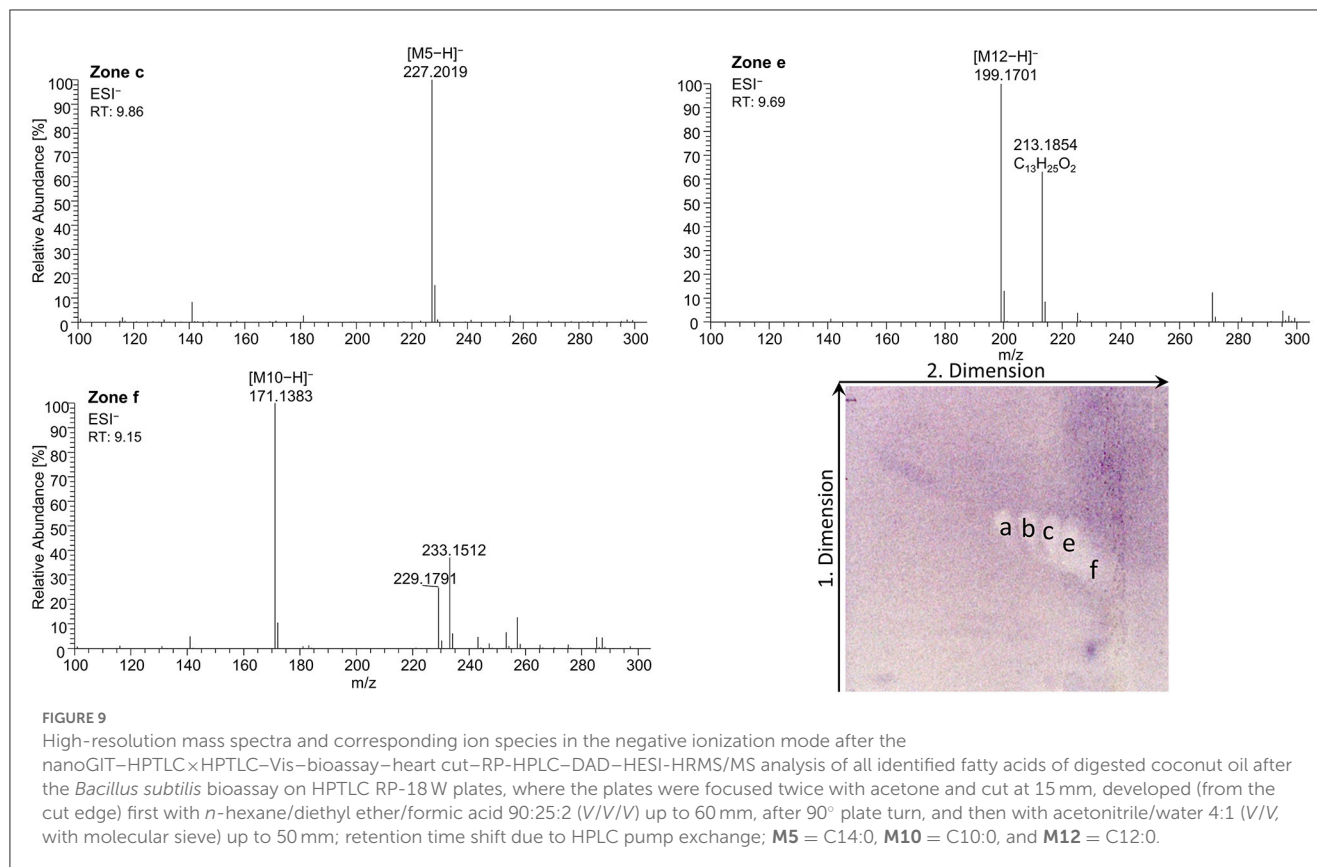 [M5−H]⁻
Zone c
227.2019
ESI⁻
RT: 9.86
100
90
80
70
60
50
40
30
20
10
0
Relative Abundance [%]
100 120 140 160 180 200 220 240 260 280 300
[M12−H]⁻
Zone e
199.1701
ESI⁻
RT: 9.69
213.1854
C₁₃H₂₅O₂
100
90
80
70
60
50
40
30
20
10
0
100 120 140 160 180 200 220 240 260 280 300
m/z
[M10−H]⁻
Zone f
171.1383
ESI⁻
RT: 9.15
233.1512
229.1791
100
90
80
70
60
50
40
30
20
10
0
Relative Abundance [%]
100 120 140 160 180 200 220 240 260 280 300
m/z
2. Dimension
1. Dimension
a b c e f
FIGURE 9
High-resolution mass spectra and corresponding ion species in the negative ionization mode after the
nanoGIT–HPTLC×HPTLC–Vis–bioassay–heart cut–RP-HPLC–DAD–HESI-HRMS/MS analysis of all identified fatty acids of digested coconut oil after
the Bacillus subtilis bioassay on HPTLC RP-18 W plates, where the plates were focused twice with acetone and cut at 15 mm, developed (from the
cut edge) first with n-hexane/diethyl ether/formic acid 90:25:2 (V/V/V) up to 60 mm, after 90° plate turn, and then with acetonitrile/water 4:1 (V/V,
with molecular sieve) up to 50 mm; retention time shift due to HPLC pump exchange; M5 = C14:0, M10 = C10:0, and M12 = C12:0.